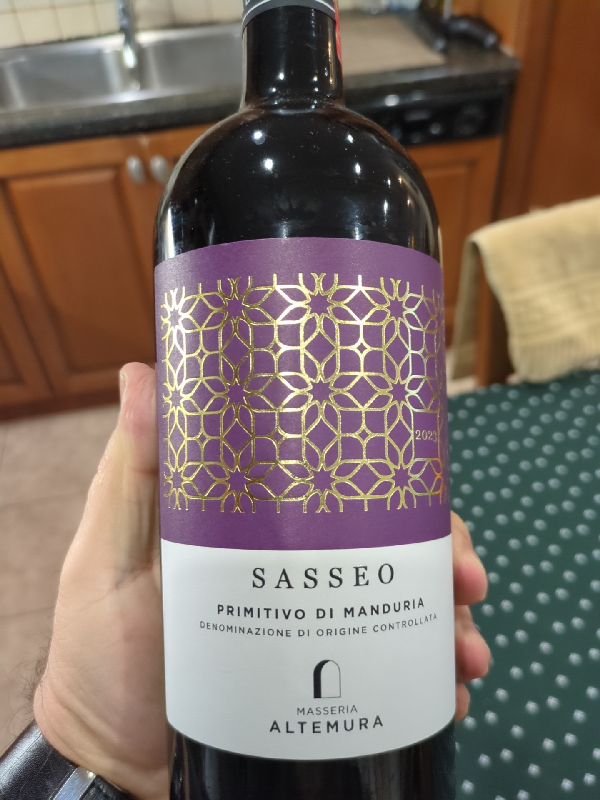 2023
SASSEO
PRIMITIVO DI MANDURIA
DENOMINAZIONE DI ORIGINE CONTROLLATA
MASSERIA
ALTEMURA